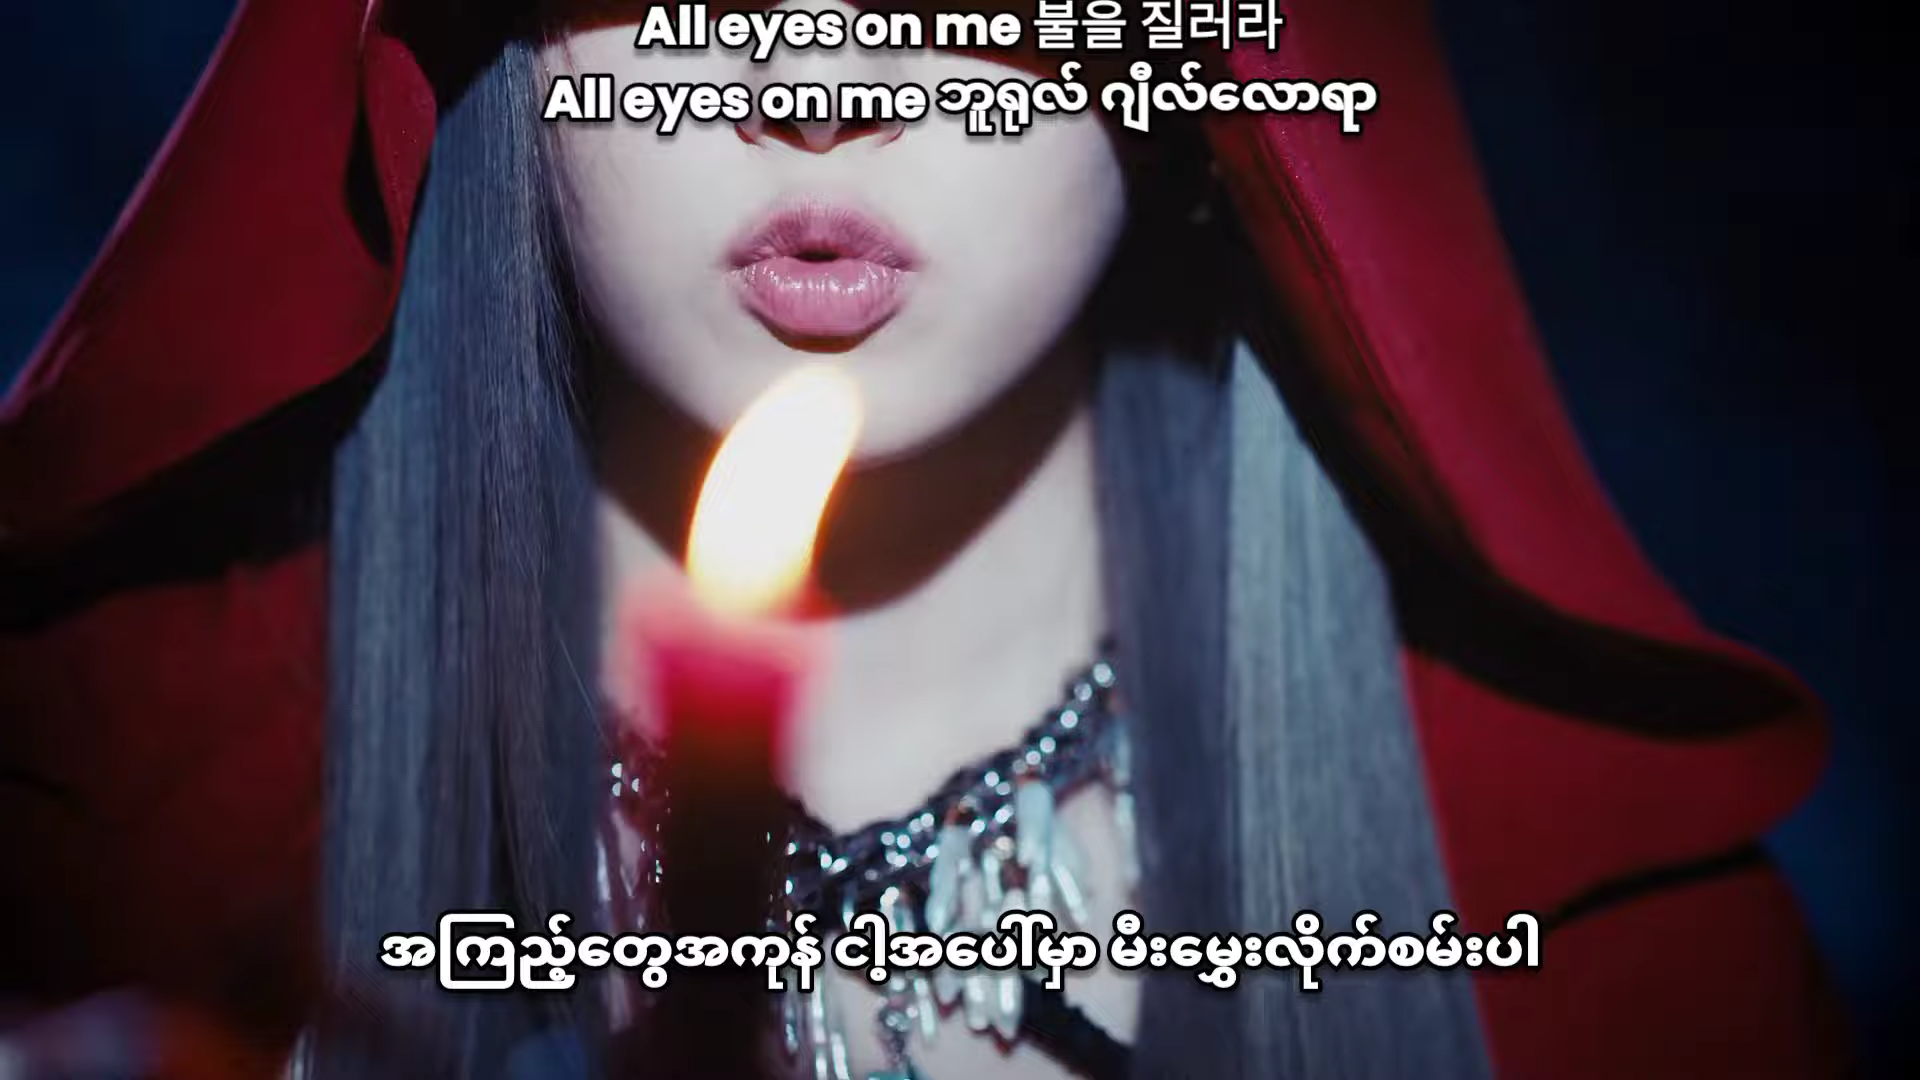 All eyes on me 불을 질러라
All eyes on me ဘူရုလ် ဂျီလ်လောရာ
အကြည့်တွေအကုန် ငါ့အပေါ်မှာ မီးမွှေးလိုက်စမ်းပါ